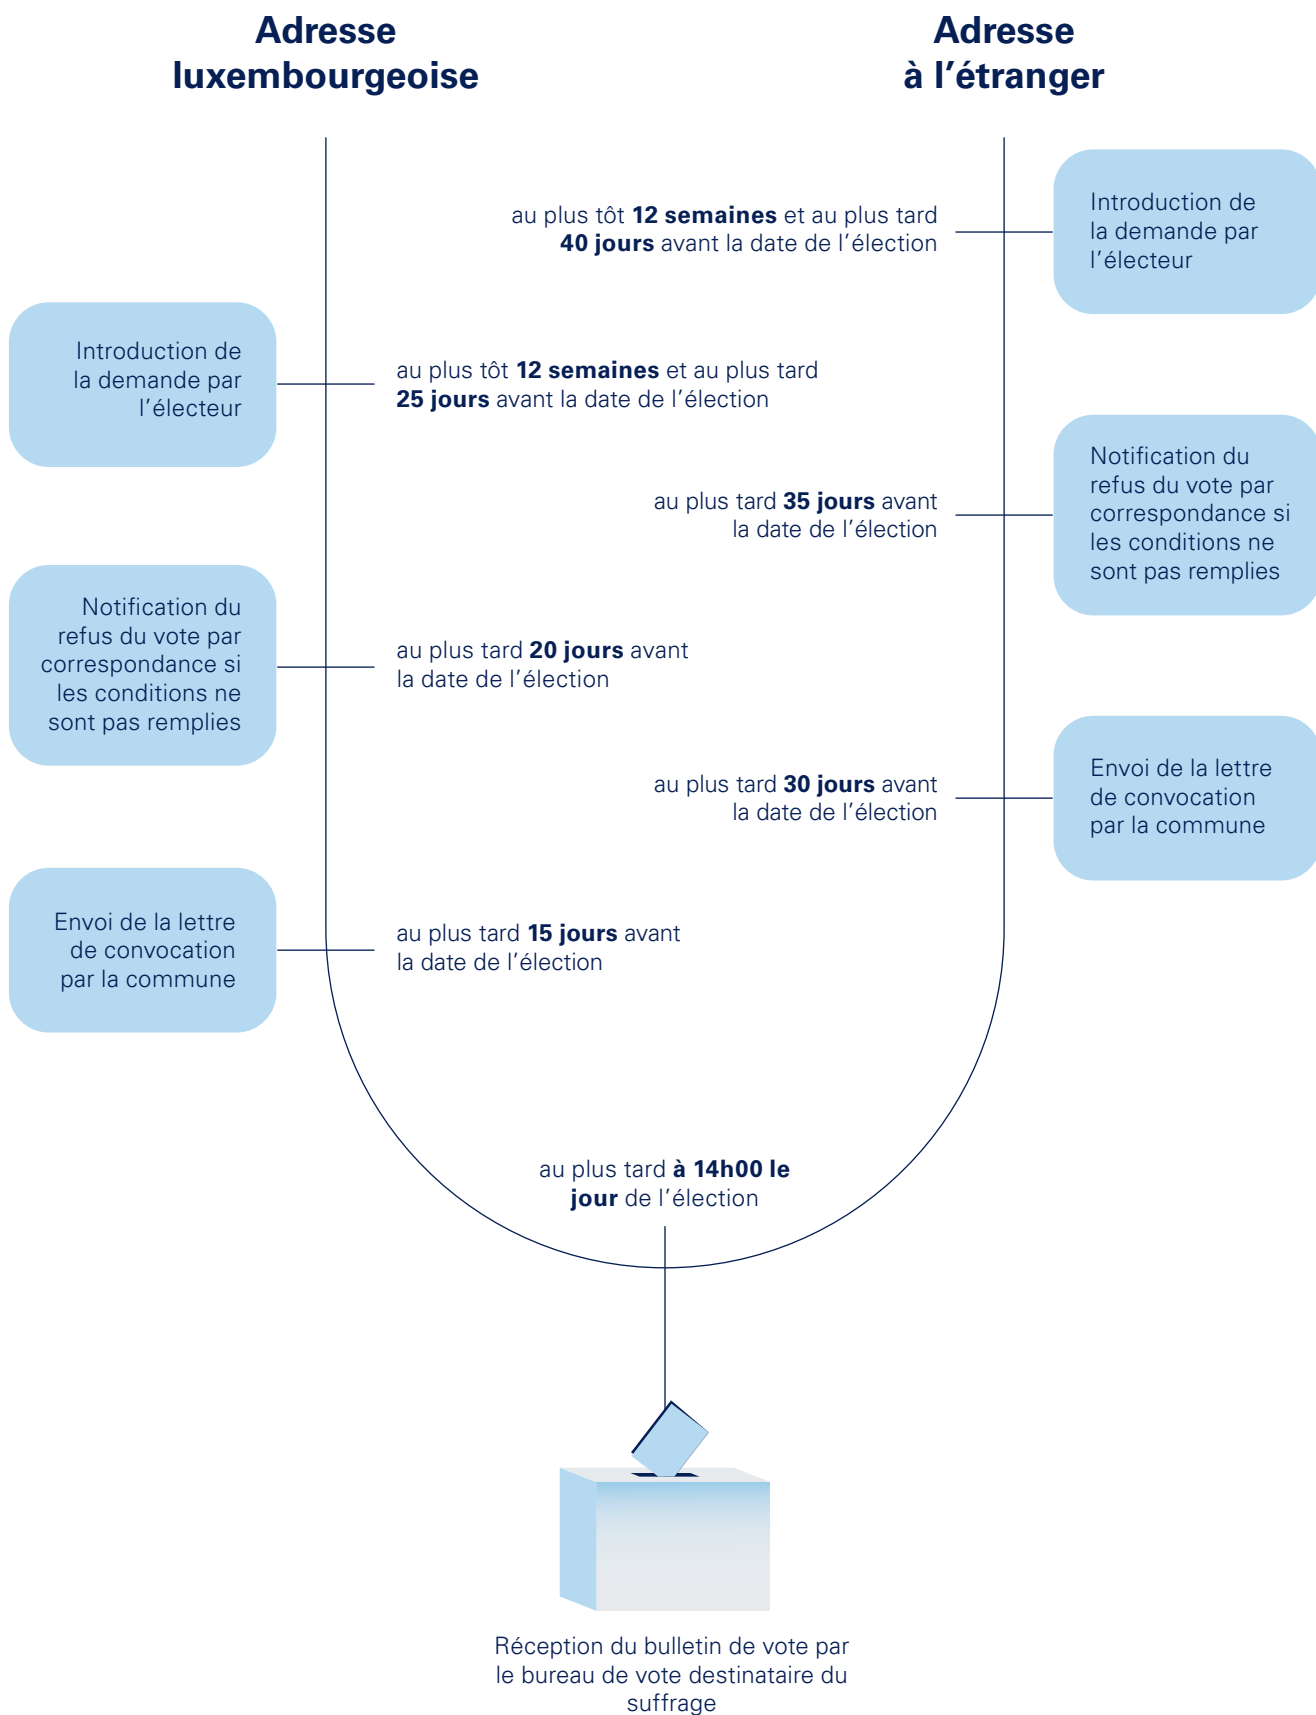 Adresse
luxembourgeoise
Adresse
à l'étranger
au plus tôt 12 semaines et au plus tard
40 jours avant la date de l'élection
Introduction de
la demande par
l'électeur
Introduction de
la demande par
l'électeur
au plus tôt 12 semaines et au plus tard
25 jours avant la date de l'élection
au plus tard 35 jours avant
la date de l'élection
Notification du
refus du vote par
correspondance si
les conditions ne
sont pas remplies
Notification du
refus du vote par
correspondance si
les conditions ne
sont pas remplies
au plus tard 20 jours avant
la date de l'élection
au plus tard 30 jours avant
la date de l'élection
Envoi de la lettre
de convocation
par la commune
Envoi de la lettre
de convocation
par la commune
au plus tard 15 jours avant
la date de l'élection
au plus tard à 14h00 le
jour de l'élection
Réception du bulletin de vote par
le bureau de vote destinataire du
suffrage